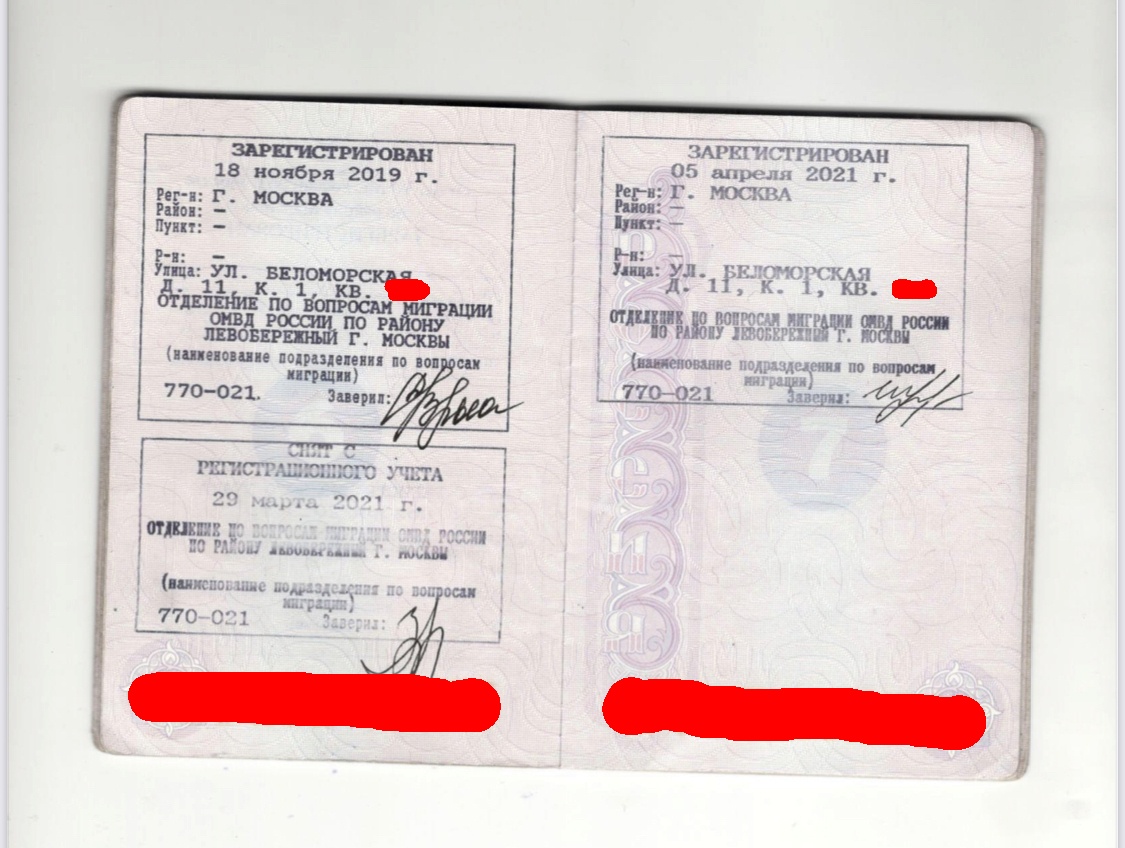 ЗАРЕГИСТРИРОВАН
18 ноября 2019 г.
Рег-н: Г. МОСКВА
Район: —
Пункт: —
Р-н: —
Улица: УЛ. БЕЛОМОРСКАЯ
Д. 11, К. 1, КВ.
ОТДЕЛЕНИЕ ПО ВОПРОСАМ МИГРАЦИИ
ОМВД РОССИИ ПО РАЙОНУ
ЛЕВОБЕРЕЖНЫЙ Г. МОСКВЫ
(наименование подразделения по вопросам
миграции)
770-021.
Заверил:
СНЯТ С
РЕГИСТРАЦИОННОГО УЧЕТА
29 марта 2021 г.
ОТДЕЛЕНИЕ ПО ВОПРОСАМ МИГРАЦИИ ОМВД РОССИИ
ПО РАЙОНУ ЛЕВОБЕРЕЖНЫЙ Г. МОСКВЫ
(наименование подразделения по вопросам
миграции)
770-021
Заверил:
ЗАРЕГИСТРИРОВАН
05 апреля 2021 г.
Рег-н: Г. МОСКВА
Район: —
Пункт: —
Р-н: —
Улица: УЛ. БЕЛОМОРСКАЯ
Д. 11, К. 1, КВ.
ОТДЕЛЕНИЕ ПО ВОПРОСАМ МИГРАЦИИ ОМВД РОССИИ
ПО РАЙОНУ ЛЕВОБЕРЕЖНЫЙ Г. МОСКВЫ
(наименование подразделения по вопросам
миграции)
770-021
Заверил:
7